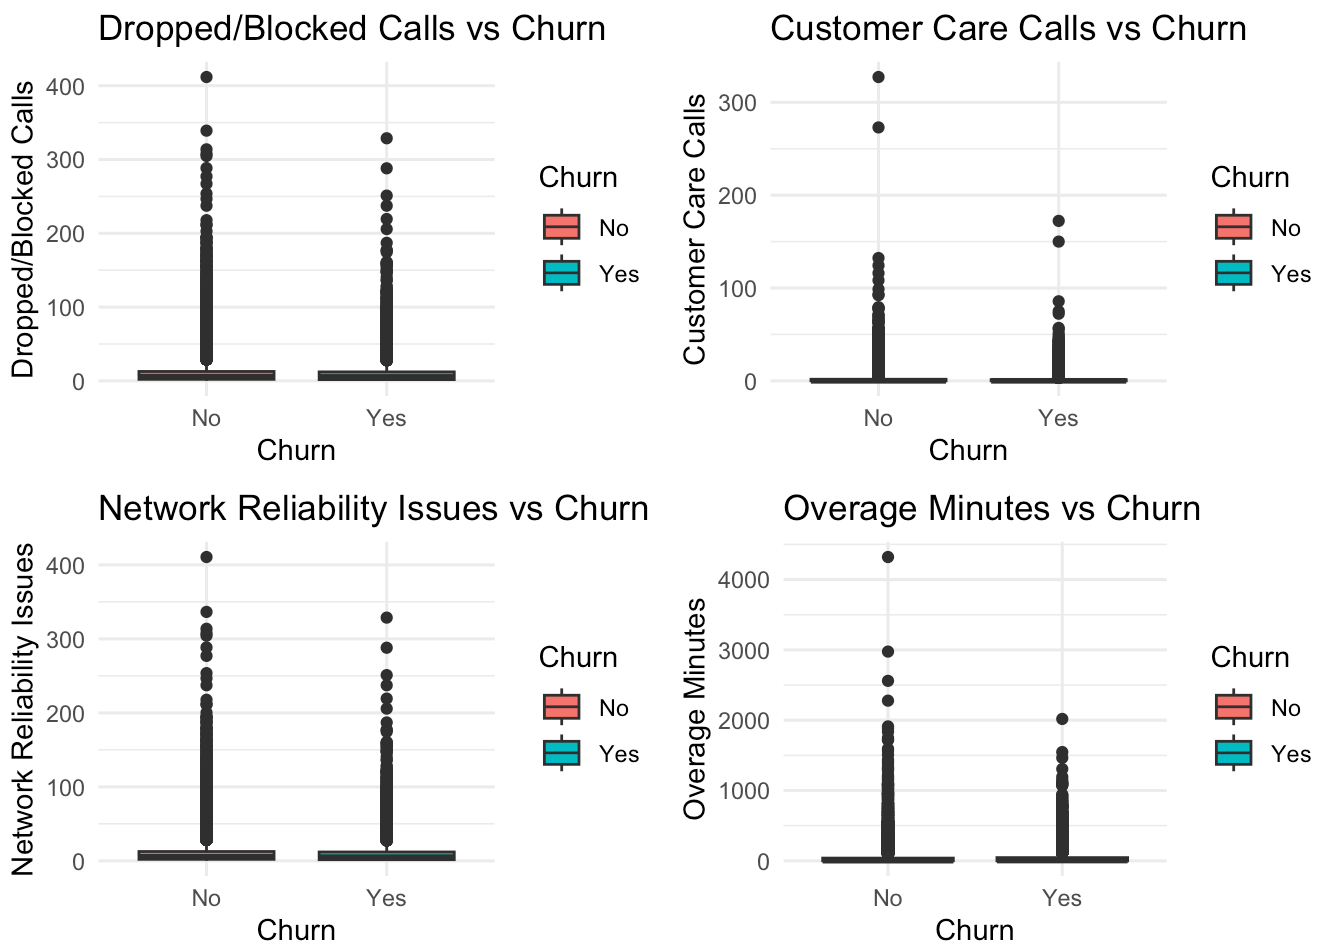 Dropped/Blocked Calls vs Churn
Dropped/Blocked Calls
400
300
200
100
0
No
Yes
Churn
Churn
No
Yes
Customer Care Calls vs Churn
Customer Care Calls
300
200
100
0
No
Yes
Churn
Churn
No
Yes
Network Reliability Issues vs Churn
Network Reliability Issues
400
300
200
100
0
No
Yes
Churn
Churn
No
Yes
Overage Minutes vs Churn
Overage Minutes
4000
3000
2000
1000
0
No
Yes
Churn
Churn
No
Yes